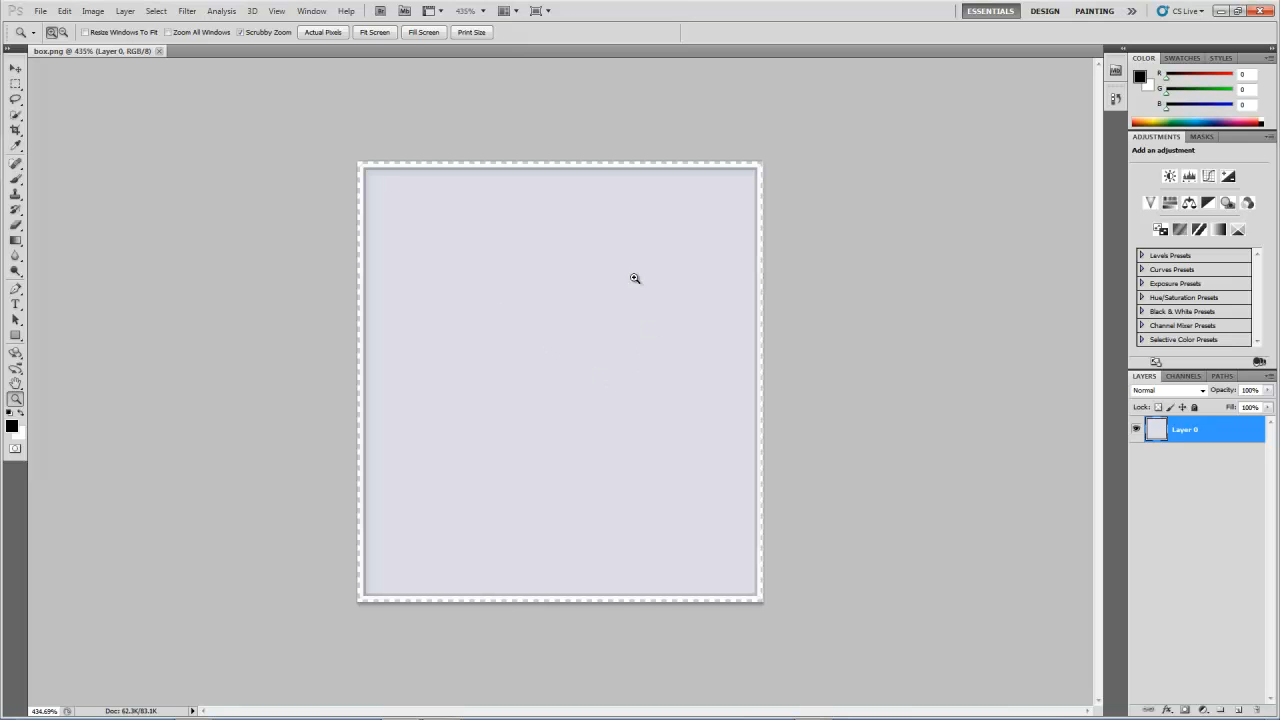 Ps File Edit Image Layer Select Filter Analysis 3D View Window Help Br Mb 435% ESSENTIALS DESIGN PAINTING CS Live
Resize Windows To Fit Zoom All Windows Scrubby Zoom Actual Pixels Fit Screen Fill Screen Print Size
box.png @ 435% (Layer 0, RGB/8)
COLOR SWATCHES STYLES
R 0
G 0
B 0
ADJUSTMENTS MASKS
Add an adjustment
Levels Presets
Curves Presets
Exposure Presets
Hue/Saturation Presets
Black & White Presets
Channel Mixer Presets
Selective Color Presets
LAYERS CHANNELS PATHS
Normal Opacity: 100%
Lock: Fill: 100%
Layer 0
434.69% Doc: 62.3K/83.1K